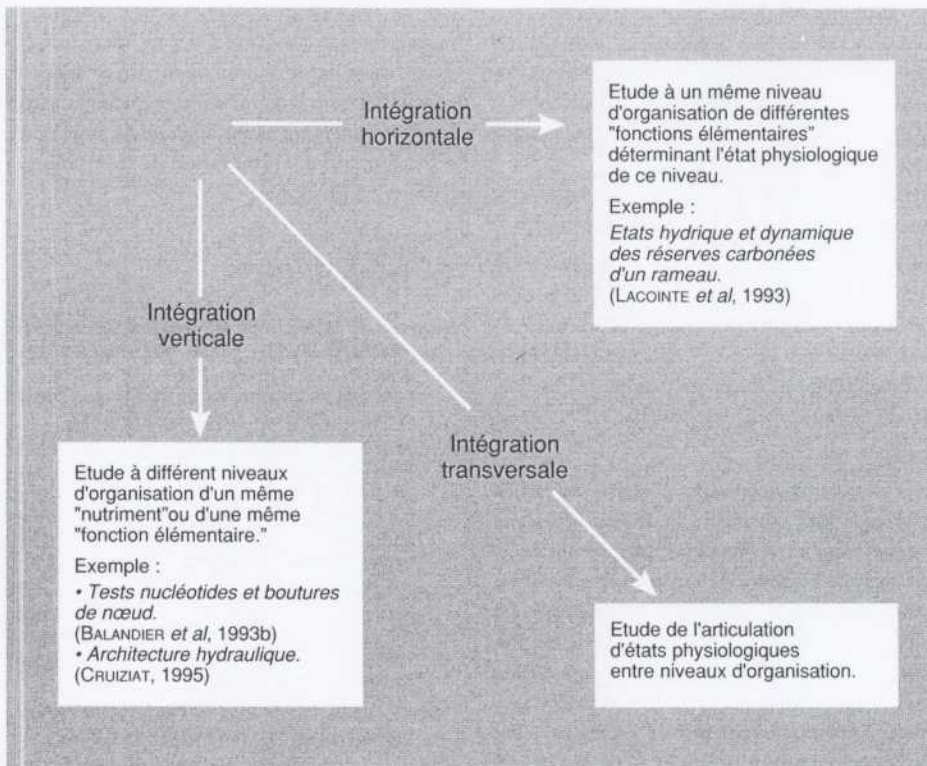 Intégration
horizontale
Etude à un même niveau
d'organisation de différentes
"fonctions élémentaires"
déterminant l'état physiologique
de ce niveau.
Exemple :
Etats hydrique et dynamique
des réserves carbonées
d'un rameau.
(LACOINTE et al, 1993)
Intégration
verticale
Intégration
transversale
Etude à différent niveaux
d'organisation d'un même
"nutriment"ou d'une même
"fonction élémentaire."
Exemple :
• Tests nucléotides et boutures
de nœud.
(BALANDIER et al, 1993b)
• Architecture hydraulique.
(CRUIZIAT, 1995)
Etude de l'articulation
d'états physiologiques
entre niveaux d'organisation.